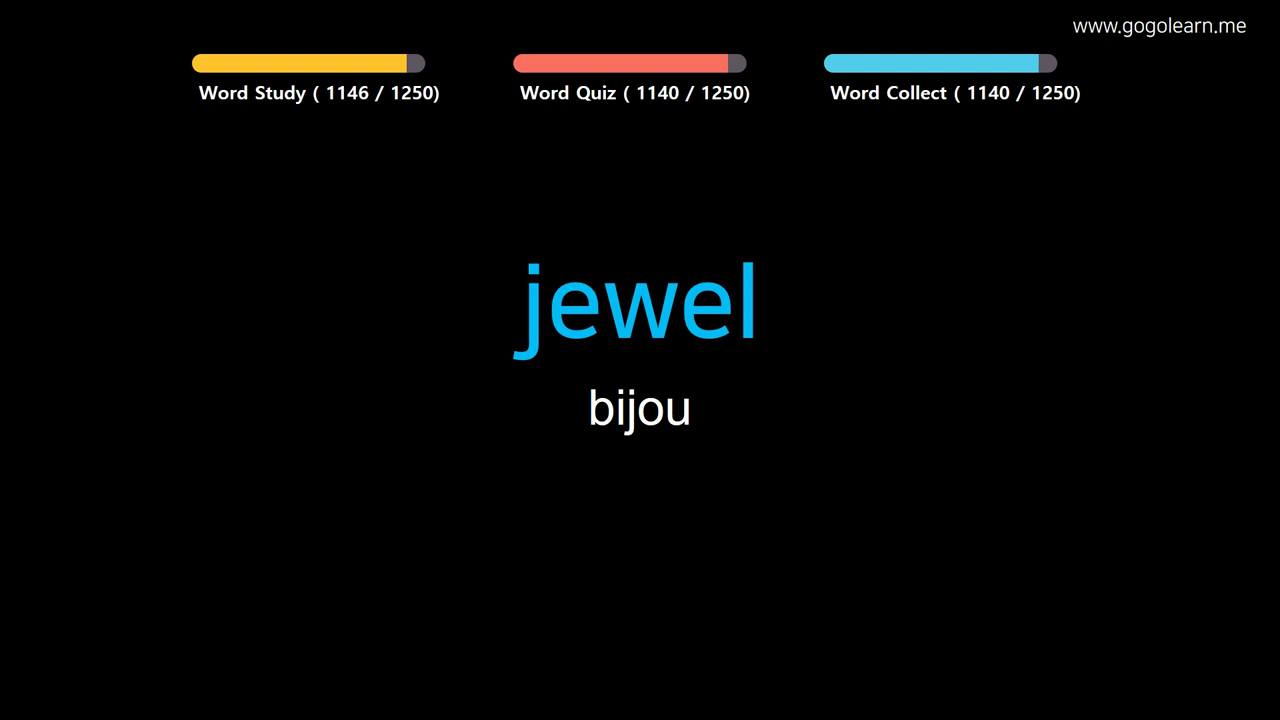 www.gogolearn.me
Word Study ( 1146 / 1250)
Word Quiz ( 1140 / 1250)
Word Collect ( 1140 / 1250)
jewel
bijou